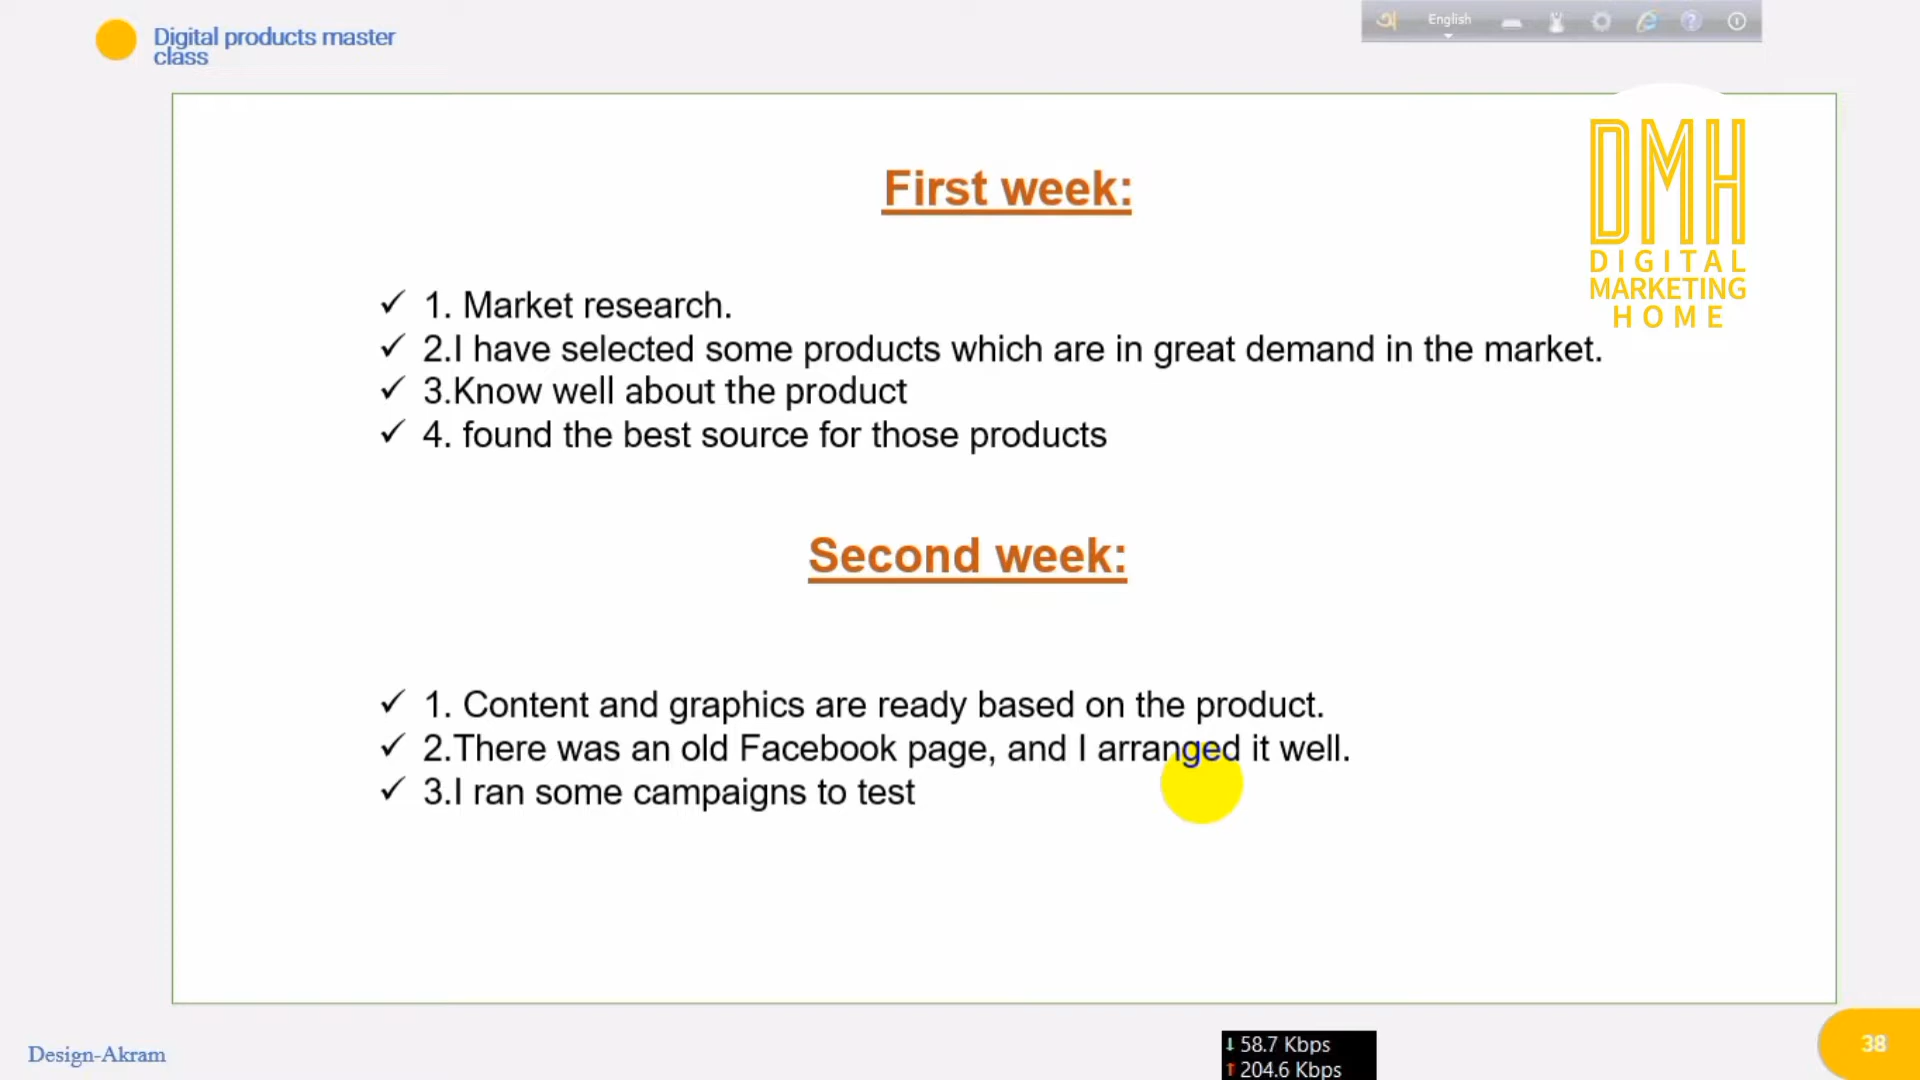 Digital products master
class
অ English
DMH
DIGITAL
MARKETING
HOME
First week:
✓ 1. Market research.
✓ 2.I have selected some products which are in great demand in the market.
✓ 3.Know well about the product
✓ 4. found the best source for those products
Second week:
✓ 1. Content and graphics are ready based on the product.
✓ 2.There was an old Facebook page, and I arranged it well.
✓ 3.I ran some campaigns to test
Design-Akram
↓ 58.7 Kbps
↑ 204.6 Kbps
38